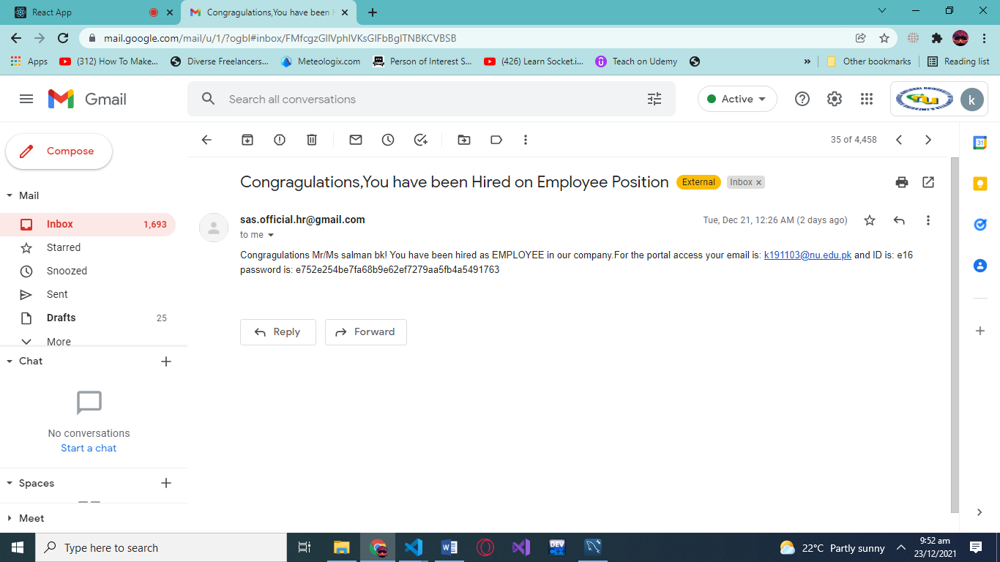 React App
Congragulations,You have been H
mail.google.com/mail/u/1/?ogbl#inbox/FMfcgzGllVphlVKsGlFbBglTNBKCVBSB
Apps
(312) How To Make...
Diverse Freelancers...
Meteologix.com
Person of Interest S...
(426) Learn Socket.i...
Teach on Udemy
»
Other bookmarks
Reading list
Gmail
Search all conversations
Active
k
Compose
35 of 4,458
Mail
Inbox 1,693
Starred
Snoozed
Sent
Drafts 25
More
Congragulations,You have been Hired on Employee Position External Inbox ×
sas.official.hr@gmail.com
Tue, Dec 21, 12:26 AM (2 days ago)
to me
Congragulations Mr/Ms salman bk! You have been hired as EMPLOYEE in our company.For the portal access your email is: k191103@nu.edu.pk and ID is: e16
password is: e752e254be7fa68b9e62ef7279aa5fb4a5491763
Reply
Forward
Chat
No conversations
Start a chat
Spaces
Meet
31
Type here to search
DEV
22°C Partly sunny
9:52 am
23/12/2021